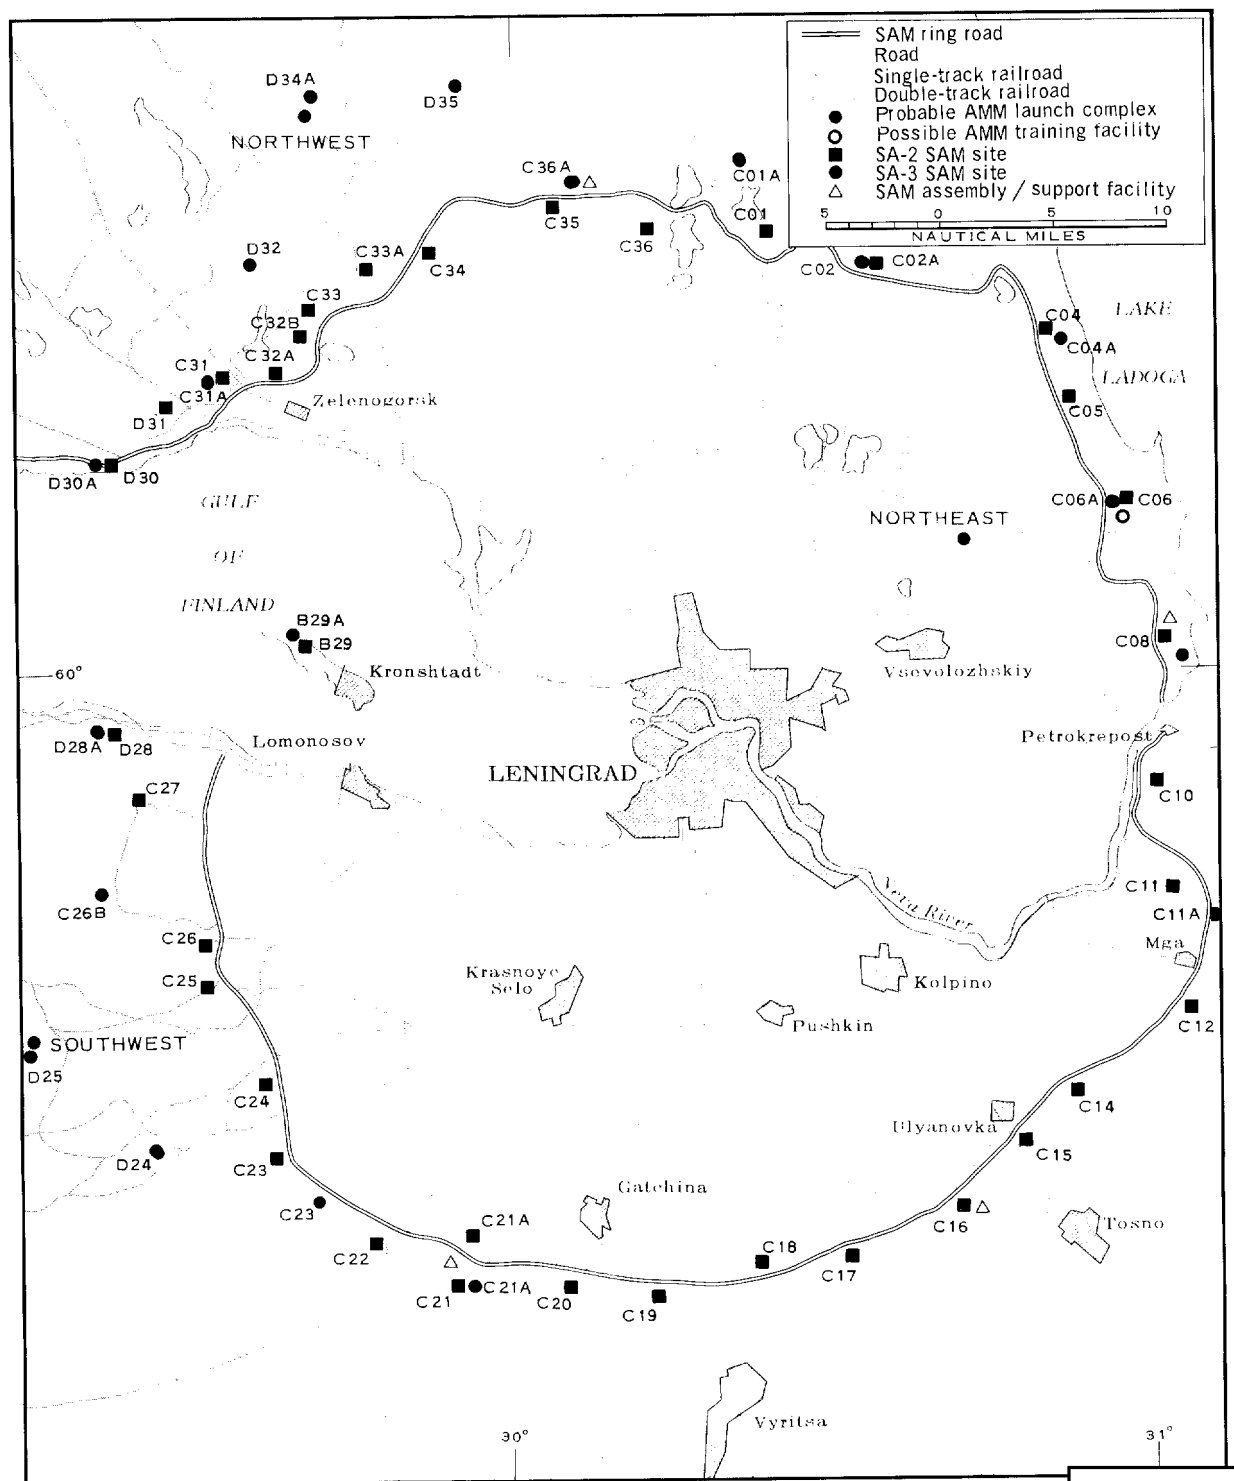 SAM ring road
Road
Single-track railroad
Double-track railroad
Probable AMM launch complex
Possible AMM training facility
SA-2 SAM site
SA-3 SAM site
SAM assembly / support facility
5 0 5 10
NAUTICAL MILES
D34A
D35
NORTHWEST
C36A
C01A
C35
C36
C01
D32
C33A
C34
C02
C02A
C33
C32B
C04
LAKE
C04A
C31
C32A
LADOGA
C31A
Zelenogorsk
C05
D31
D30A
D30
GULF
C06A
C06
NORTHEAST
OF
FINLAND
B29A
B29
C08
Kronshtadt
Vsevolozhskiy
60°
D28A
D28
Lomonosov
Petrokrepost
LENINGRAD
C27
C10
C11
Neva River
C26B
C11A
C26
Mga
Krasnoye
Selo
C25
Kolpino
Pushkin
C12
SOUTHWEST
D25
C24
C14
Ulyanovka
C15
D24
C23
Gatchina
C23
C16
Tosno
C21A
C22
C18
C17
C21
C21A
C20
C19
Vyritsa
30°
31°